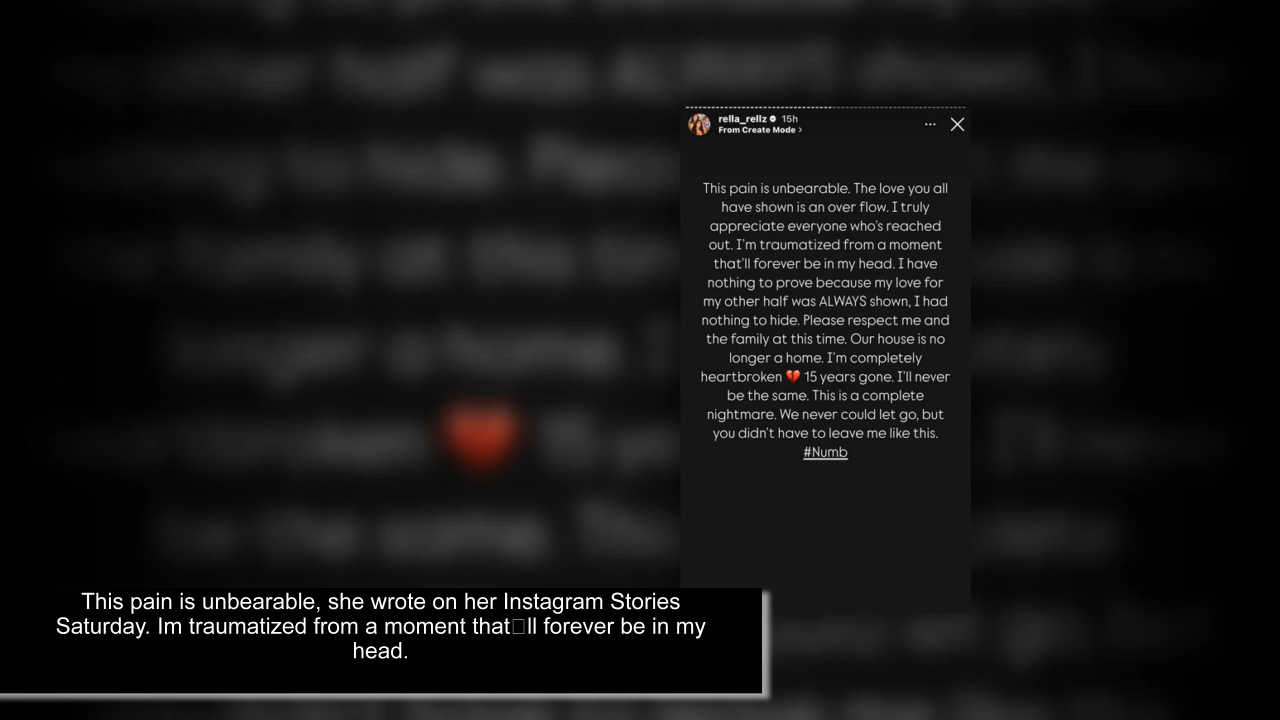 rella_rellz 15h
From Create Mode >
This pain is unbearable. The love you all
have shown is an over flow. I truly
appreciate everyone who's reached
out. I'm traumatized from a moment
that'll forever be in my head. I have
nothing to prove because my love for
my other half was ALWAYS shown, I had
nothing to hide. Please respect me and
the family at this time. Our house is no
longer a home. I'm completely
heartbroken 💔 15 years gone. I'll never
be the same. This is a complete
nightmare. We never could let go, but
you didn't have to leave me like this.
#Numb
This pain is unbearable, she wrote on her Instagram Stories
Saturday. Im traumatized from a moment that□ll forever be in my
head.